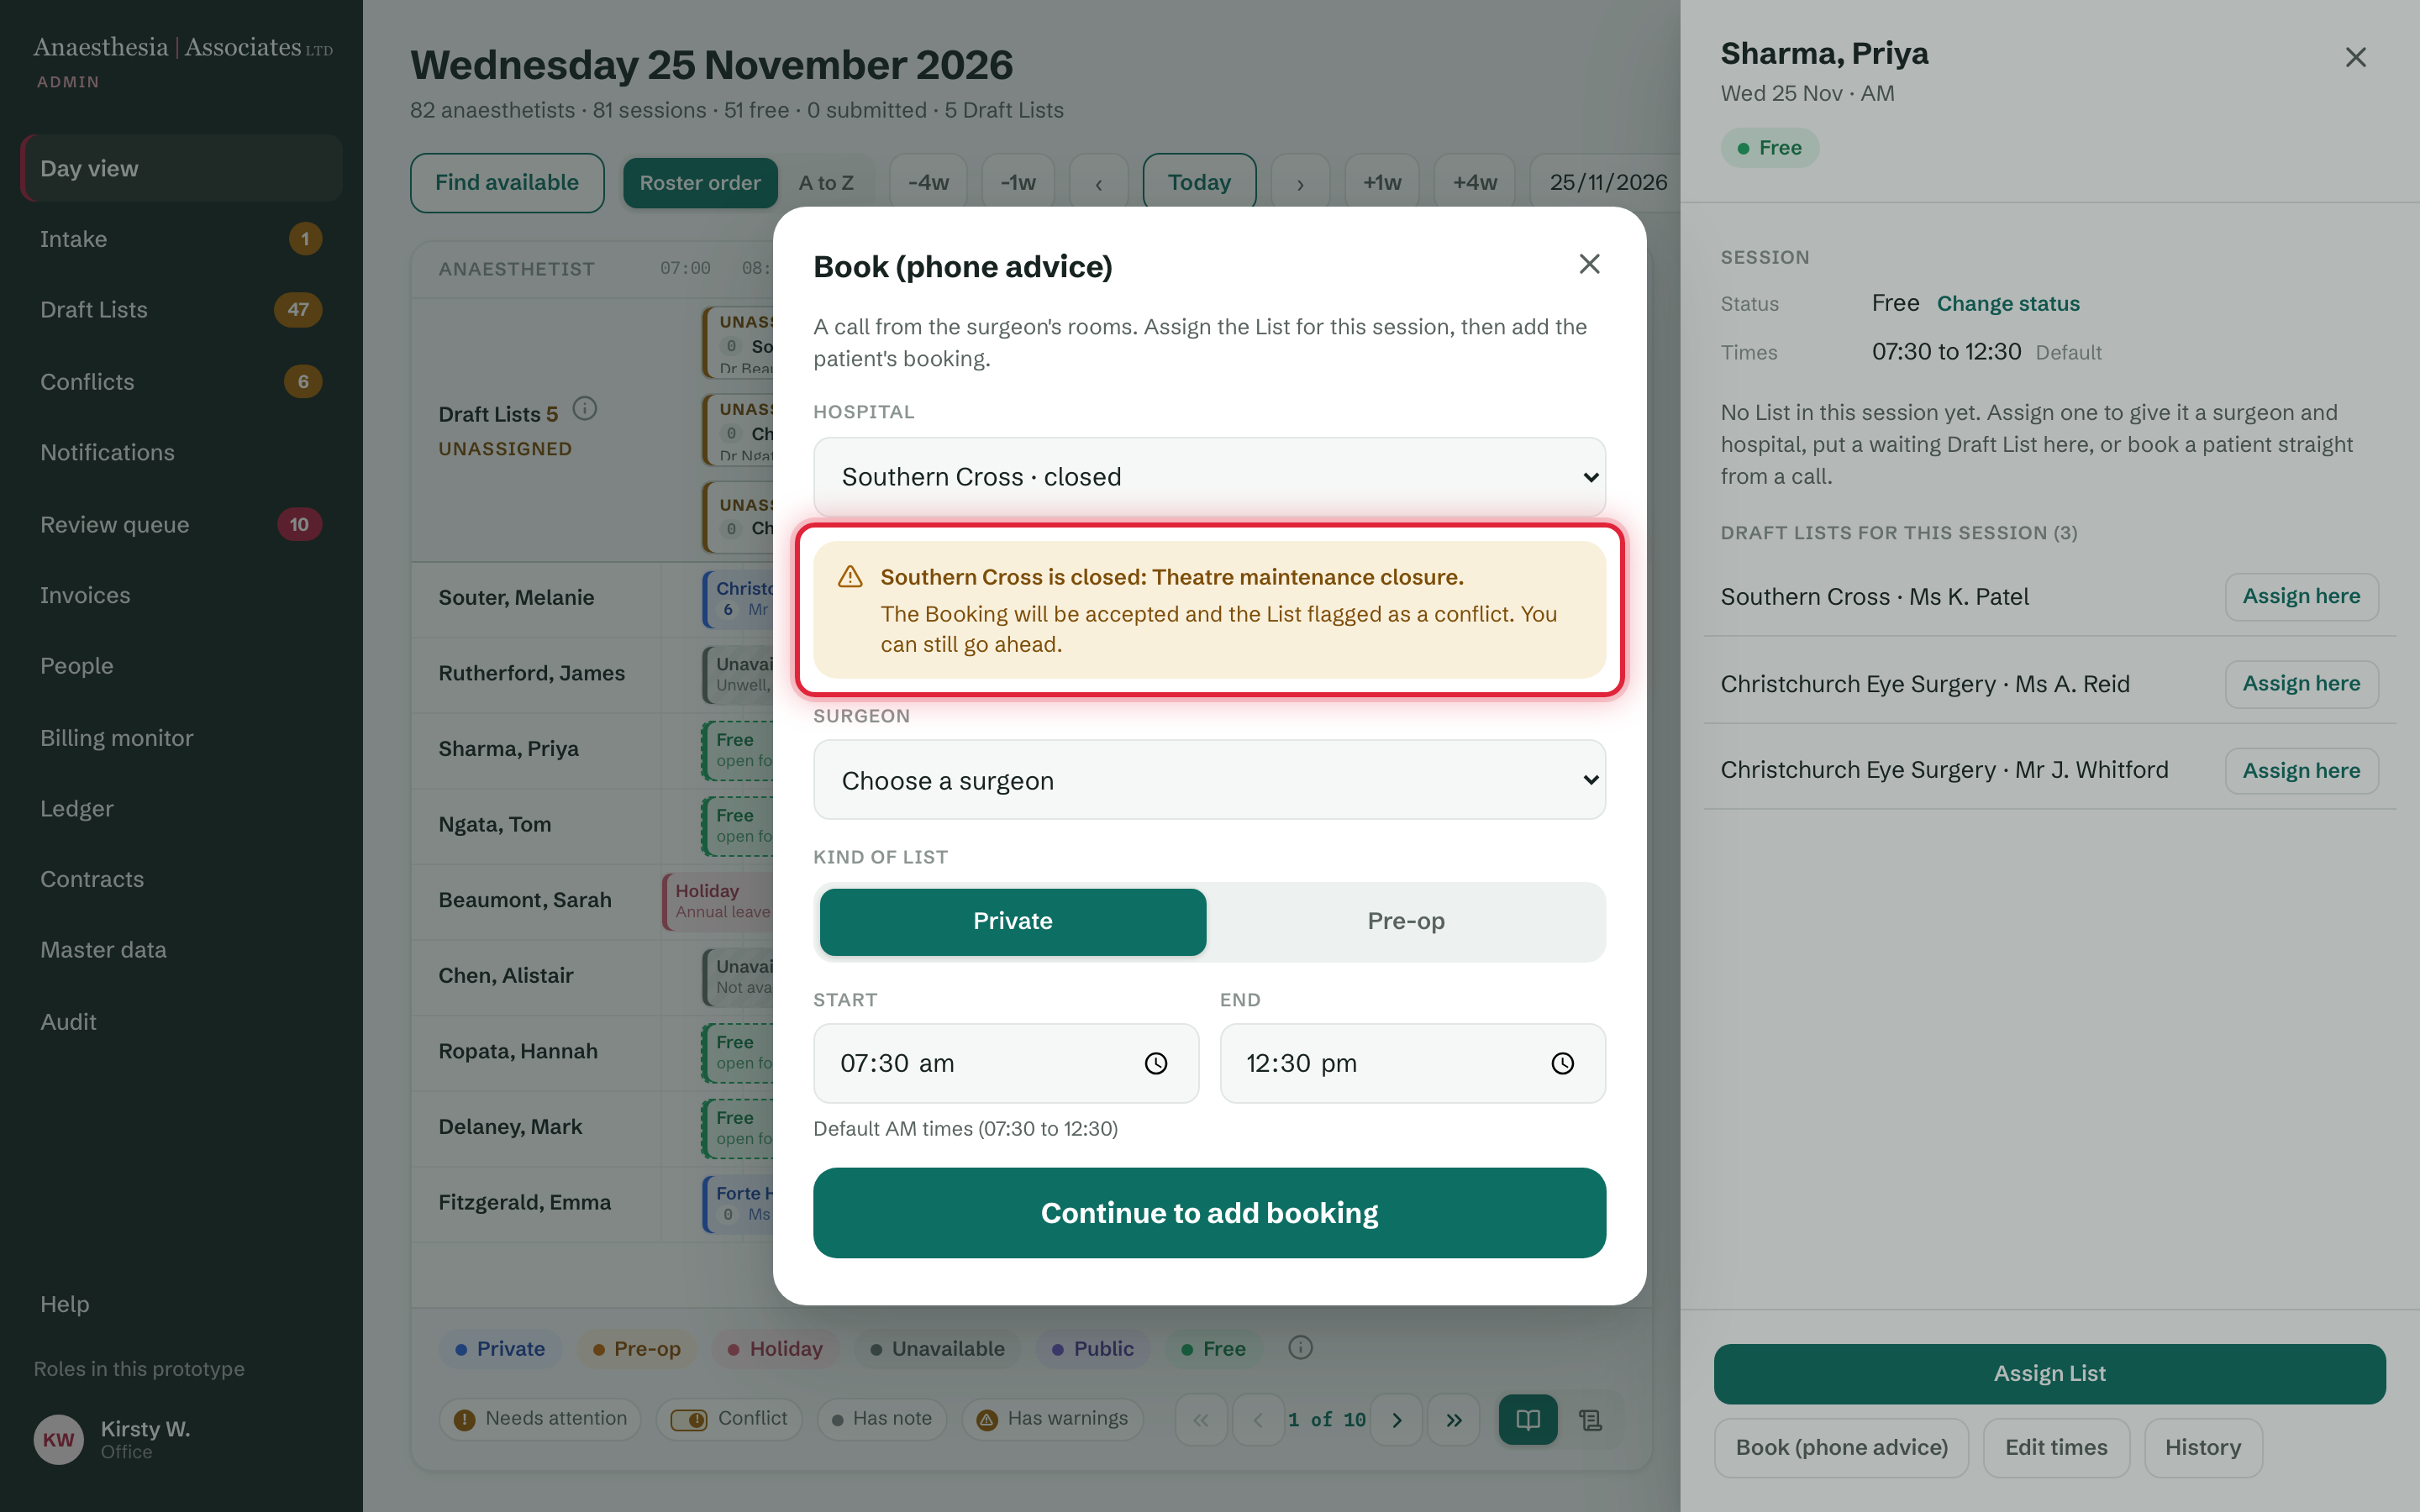 Anaesthesia | Associates LTD
ADMIN
Day view
Intake 1
Draft Lists 47
Conflicts 6
Notifications
Review queue 10
Invoices
People
Billing monitor
Ledger
Contracts
Master data
Audit
Help
Roles in this prototype
KW Kirsty W.
Office
Wednesday 25 November 2026
82 anaesthetists · 81 sessions · 51 free · 0 submitted · 5 Draft Lists
Find available Roster order A to Z -4w -1w ‹ Today › +1w +4w 25/11/2026
ANAESTHETIST 07:00 08:
Draft Lists 5
UNASSIGNED
0
0
0
Souter, Melanie
6 Mr
Rutherford, James
Unwell,
Sharma, Priya
Free
Ngata, Tom
Free
Beaumont, Sarah
Holiday
Annual leave
Chen, Alistair
Ropata, Hannah
Free
Delaney, Mark
Free
Fitzgerald, Emma
0 Ms
Private Pre-op Holiday Unavailable Public Free
Needs attention Conflict Has note Has warnings « ‹ 1 of 10 › »
Book (phone advice)
A call from the surgeon's rooms. Assign the List for this session, then add the
patient's booking.
HOSPITAL
Southern Cross · closed
Southern Cross is closed: Theatre maintenance closure.
The Booking will be accepted and the List flagged as a conflict. You
can still go ahead.
SURGEON
Choose a surgeon
KIND OF LIST
Private Pre-op
START END
07:30 am 12:30 pm
Default AM times (07:30 to 12:30)
Continue to add booking
Sharma, Priya
Wed 25 Nov · AM
Free
SESSION
Status Free Change status
Times 07:30 to 12:30 Default
No List in this session yet. Assign one to give it a surgeon and
hospital, put a waiting Draft List here, or book a patient straight
from a call.
DRAFT LISTS FOR THIS SESSION (3)
Southern Cross · Ms K. Patel Assign here
Christchurch Eye Surgery · Ms A. Reid Assign here
Christchurch Eye Surgery · Mr J. Whitford Assign here
Assign List
Book (phone advice) Edit times History